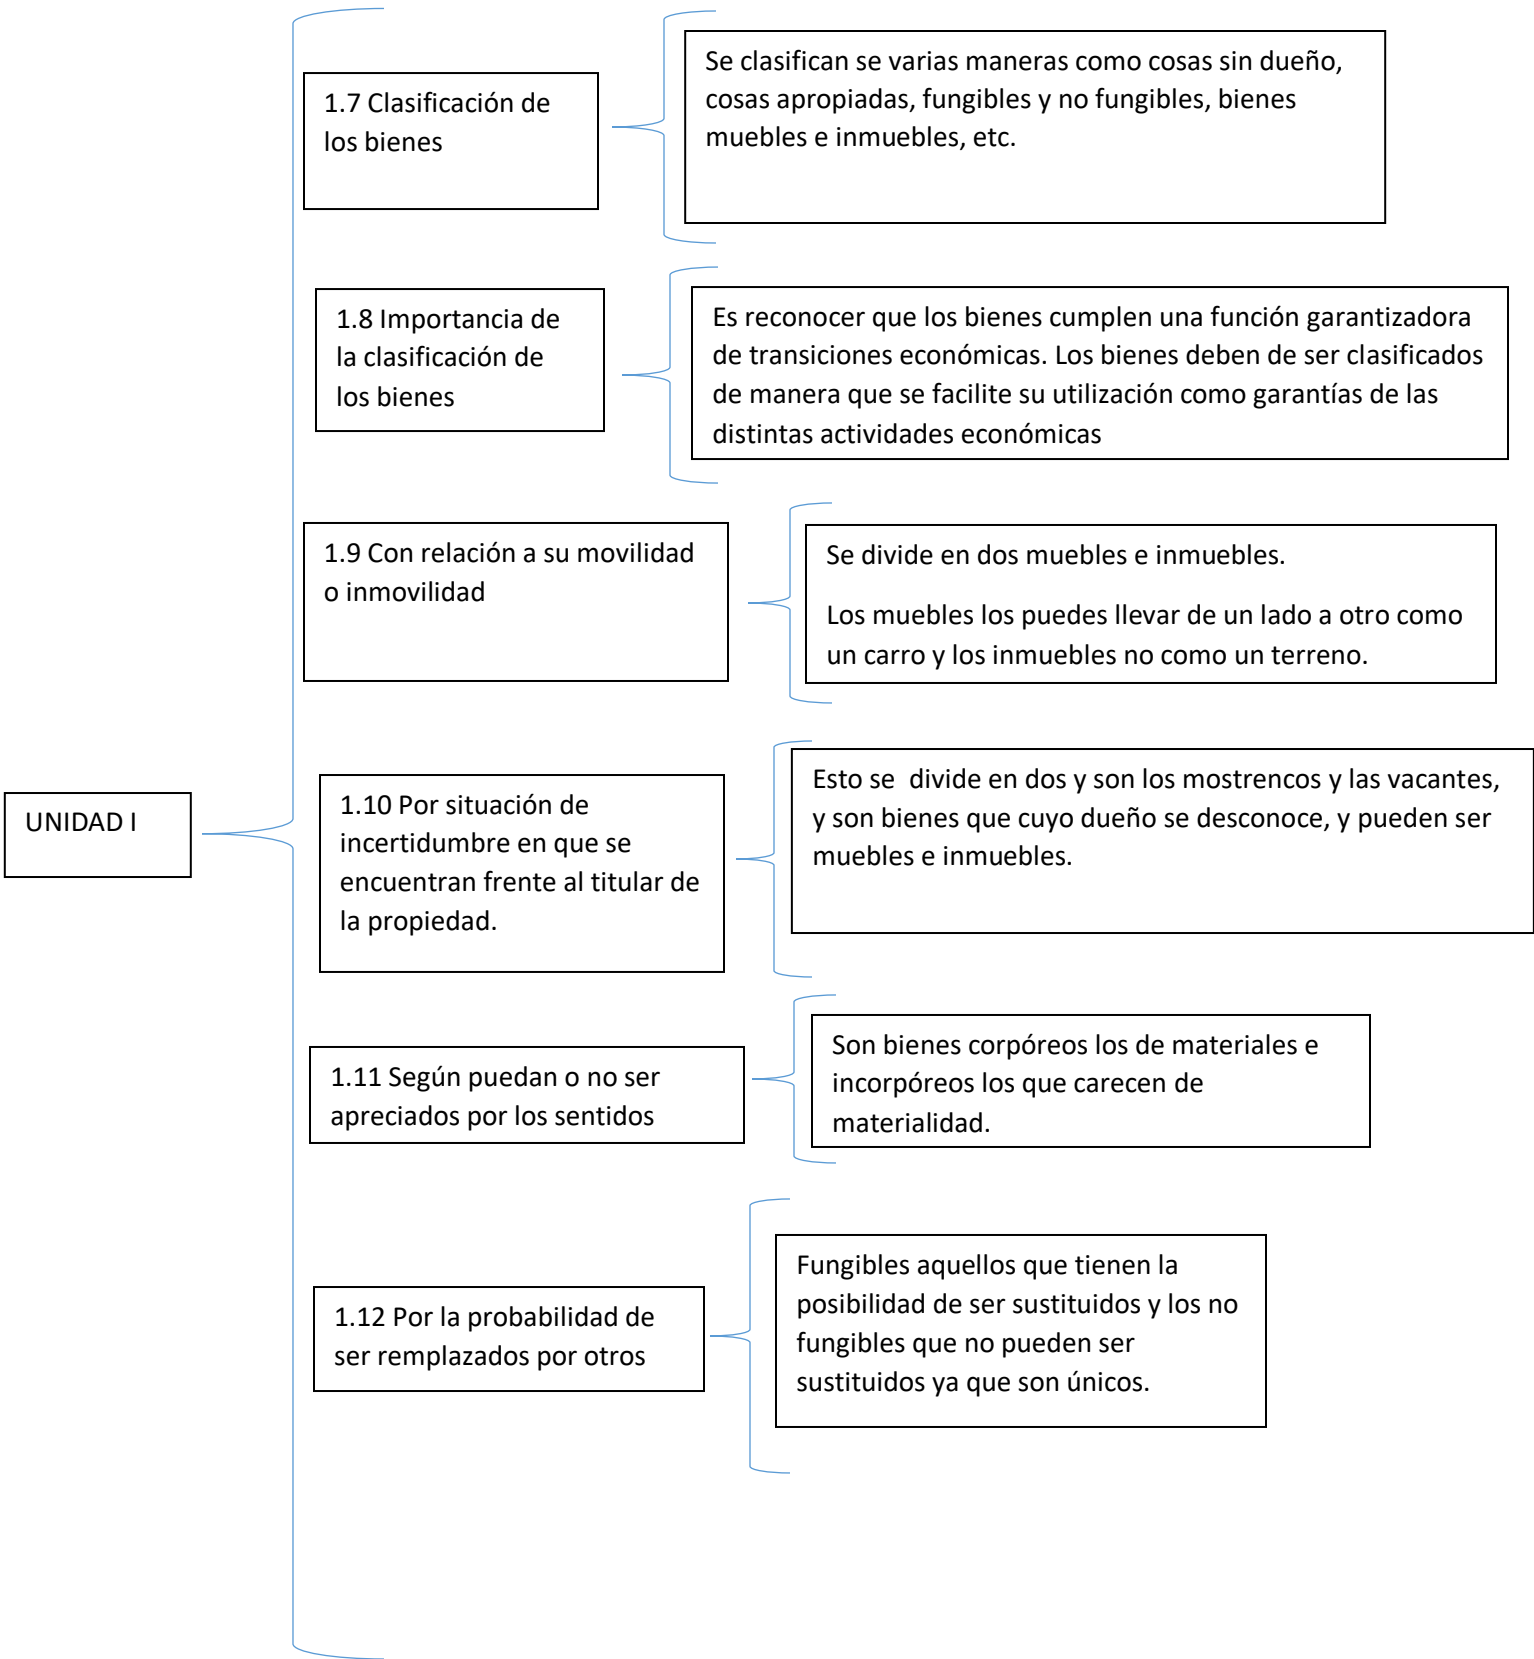 1.7 Clasificación de
los bienes
Se clasifican se varias maneras como cosas sin dueño,
cosas apropiadas, fungibles y no fungibles, bienes
muebles e inmuebles, etc.
1.8 Importancia de
la clasificación de
los bienes
Es reconocer que los bienes cumplen una función garantizadora
de transiciones económicas. Los bienes deben de ser clasificados
de manera que se facilite su utilización como garantías de las
distintas actividades económicas
1.9 Con relación a su movilidad
o inmovilidad
Se divide en dos muebles e inmuebles.
Los muebles los puedes llevar de un lado a otro como
un carro y los inmuebles no como un terreno.
UNIDAD I
1.10 Por situación de
incertidumbre en que se
encuentran frente al titular de
la propiedad.
Esto se  divide en dos y son los mostrencos y las vacantes,
y son bienes que cuyo dueño se desconoce, y pueden ser
muebles e inmuebles.
1.11 Según puedan o no ser
apreciados por los sentidos
Son bienes corpóreos los de materiales e
incorpóreos los que carecen de
materialidad.
1.12 Por la probabilidad de
ser remplazados por otros
Fungibles aquellos que tienen la
posibilidad de ser sustituidos y los no
fungibles que no pueden ser
sustituidos ya que son únicos.